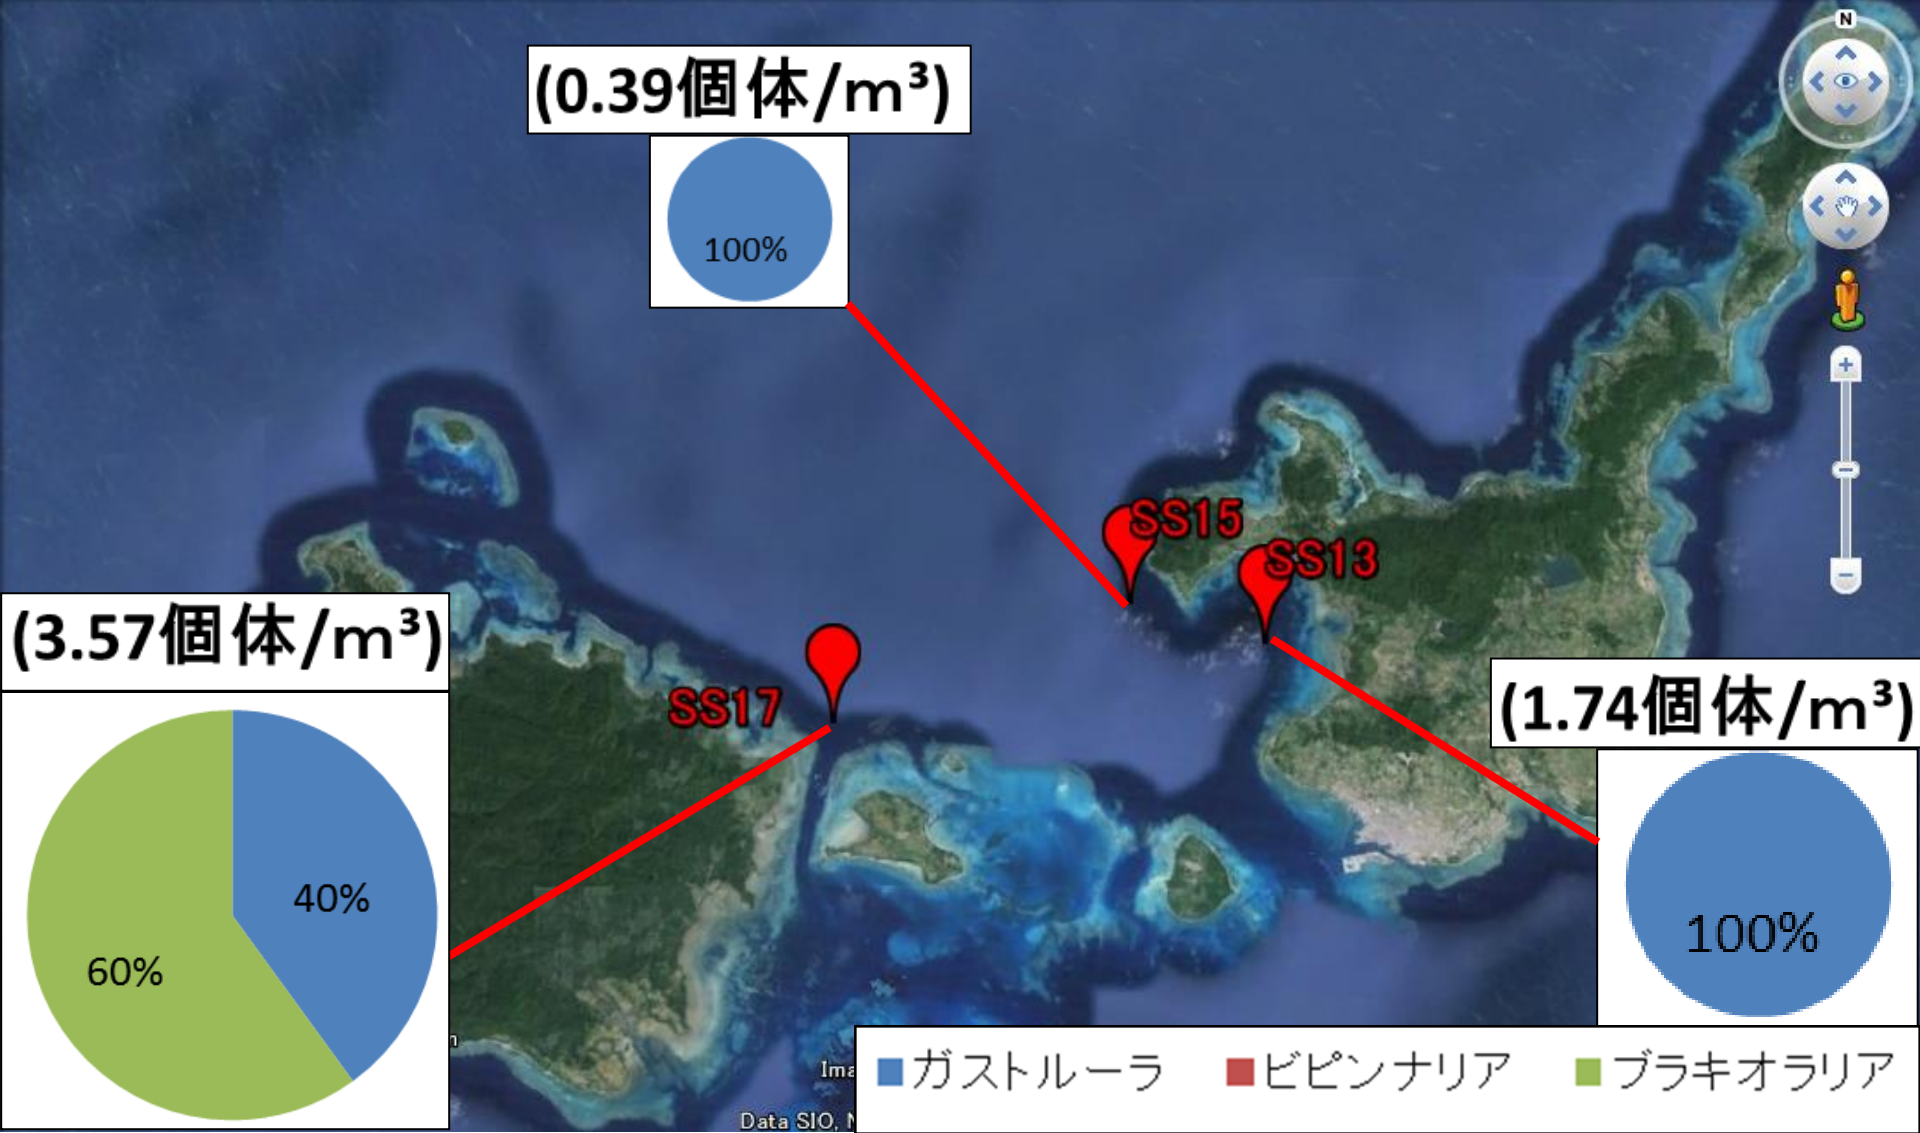 N
(0.39個体/m³)
100%
SS15
SS13
(3.57個体/m³)
SS17
(1.74個体/m³)
40%
60%
100%
ガストルーラ
ビピンナリア
ブラキオラリア
Data SIO,